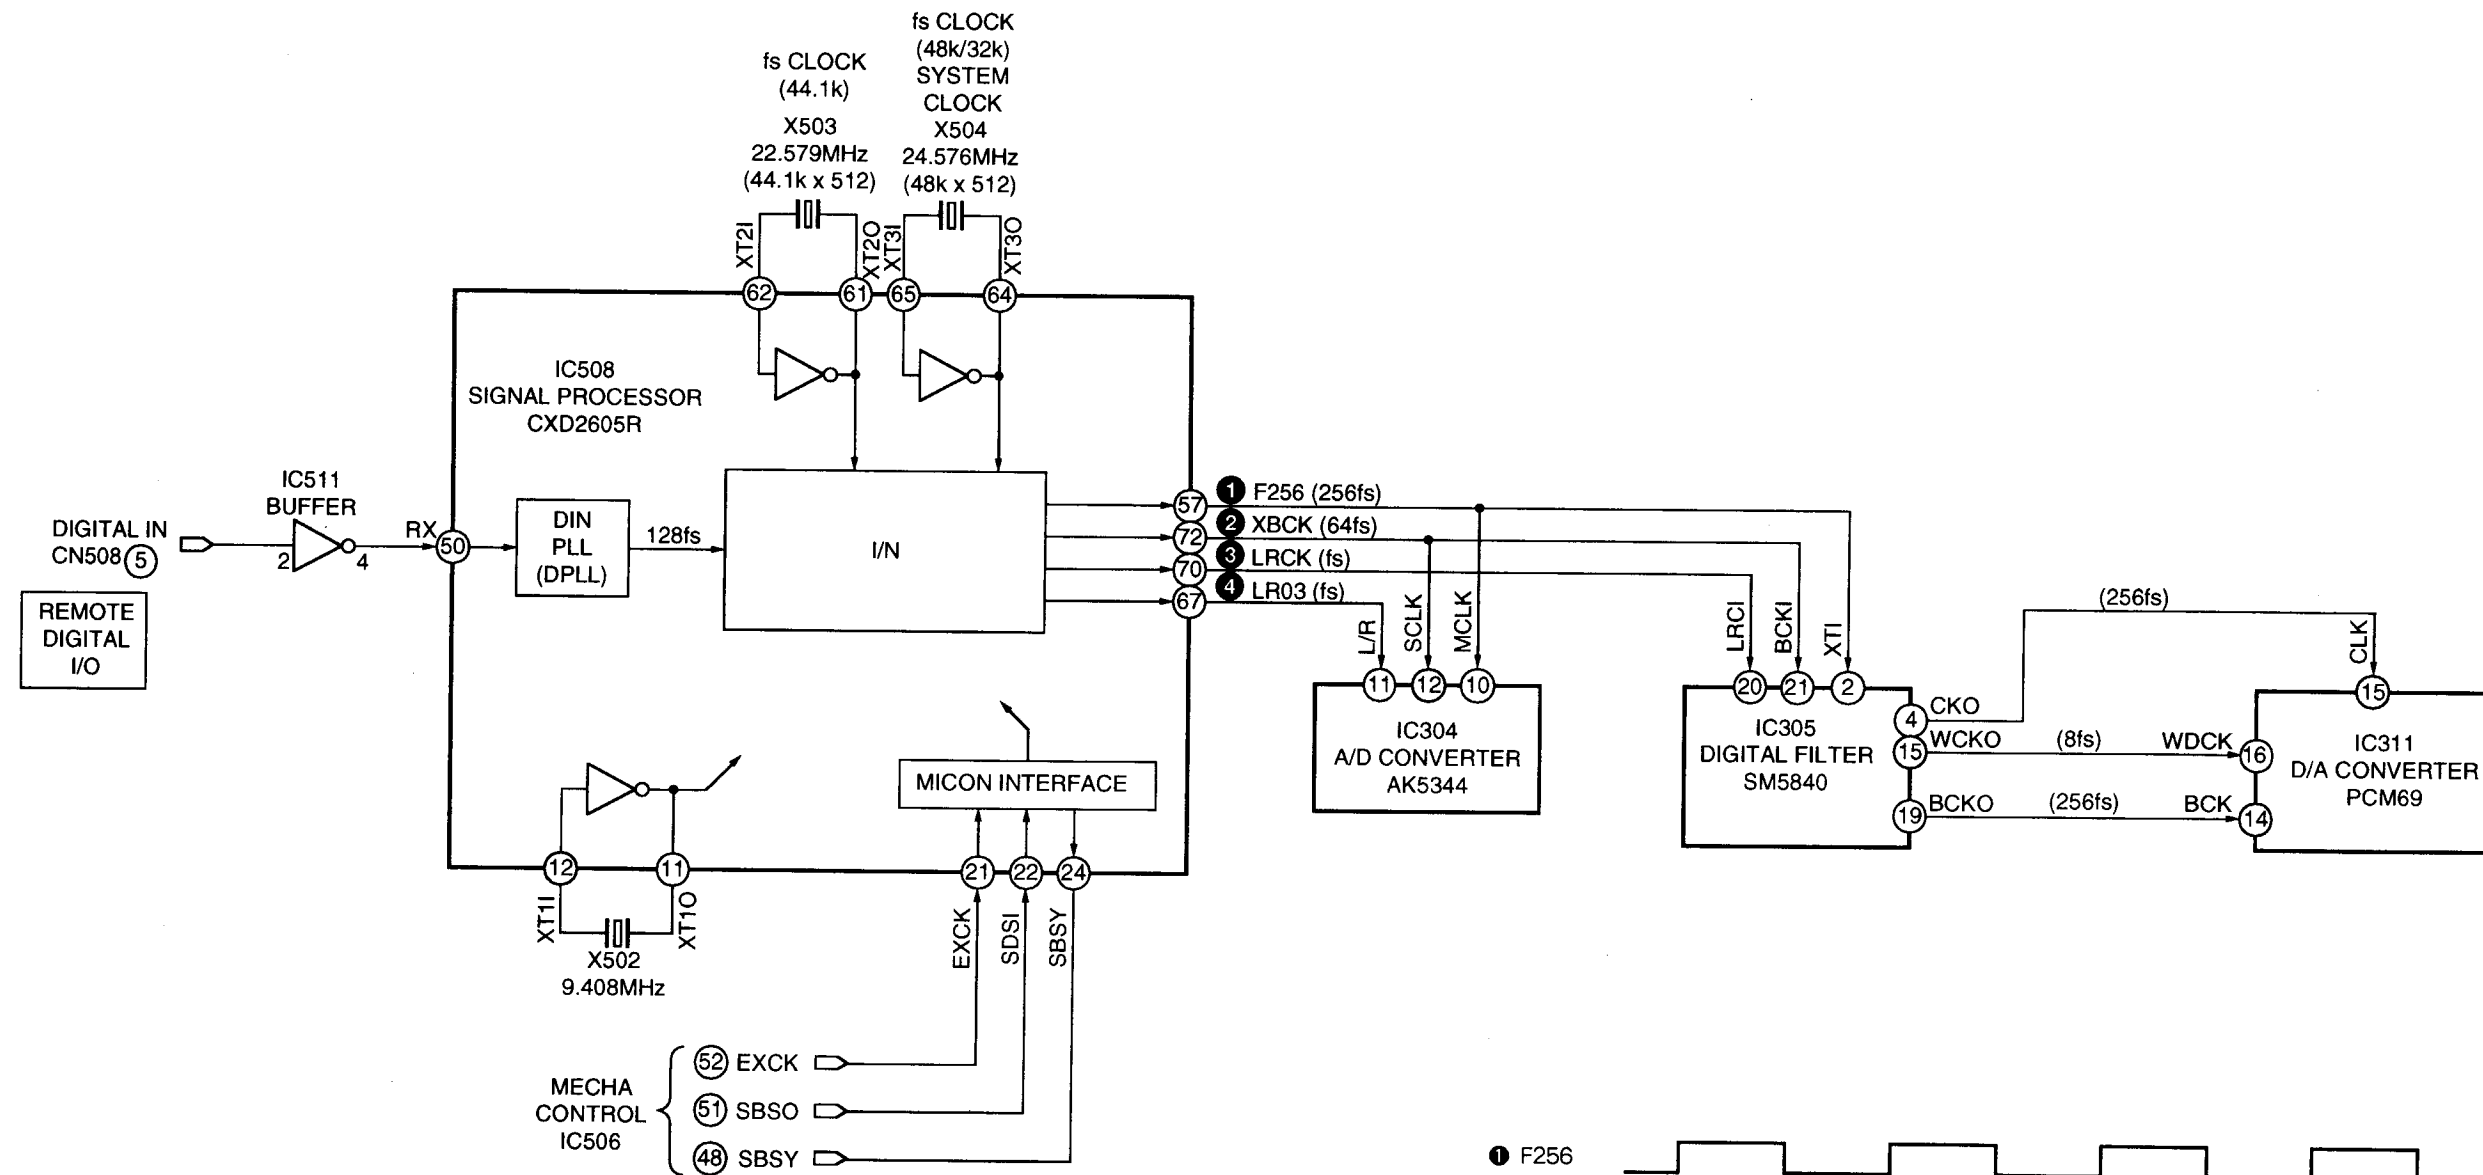 fs CLOCK
(44.1k)
X503
22.579MHz
(44.1k x 512)
fs CLOCK
(48k/32k)
SYSTEM
CLOCK
X504
24.576MHz
(48k x 512)
XT2I
XT2O
XT3I
XT3O
62
61
65
64
IC508
SIGNAL PROCESSOR
CXD2605R
IC511
BUFFER
DIGITAL IN
CN508 5
2
4
RX
50
REMOTE
DIGITAL
I/O
DIN
PLL
(DPLL)
128fs
I/N
57
1 F256 (256fs)
72
2 XBCK (64fs)
70
3 LRCK (fs)
67
4 LR03 (fs)
L/R
SCLK
MCLK
11
12
10
IC304
A/D CONVERTER
AK5344
LRCI
BCKI
XTI
20
21
2
IC305
DIGITAL FILTER
SM5840
4 CKO
(256fs)
CLK
15
15 WCKO (8fs) WDCK 16
19 BCKO (256fs) BCK 14
IC311
D/A CONVERTER
PCM69
MICON INTERFACE
12
11
21
22
24
XT1I
XT1O
X502
9.408MHz
EXCK
SDSI
SBSY
MECHA
CONTROL
IC506
52 EXCK
51 SBSO
48 SBSY
1 F256